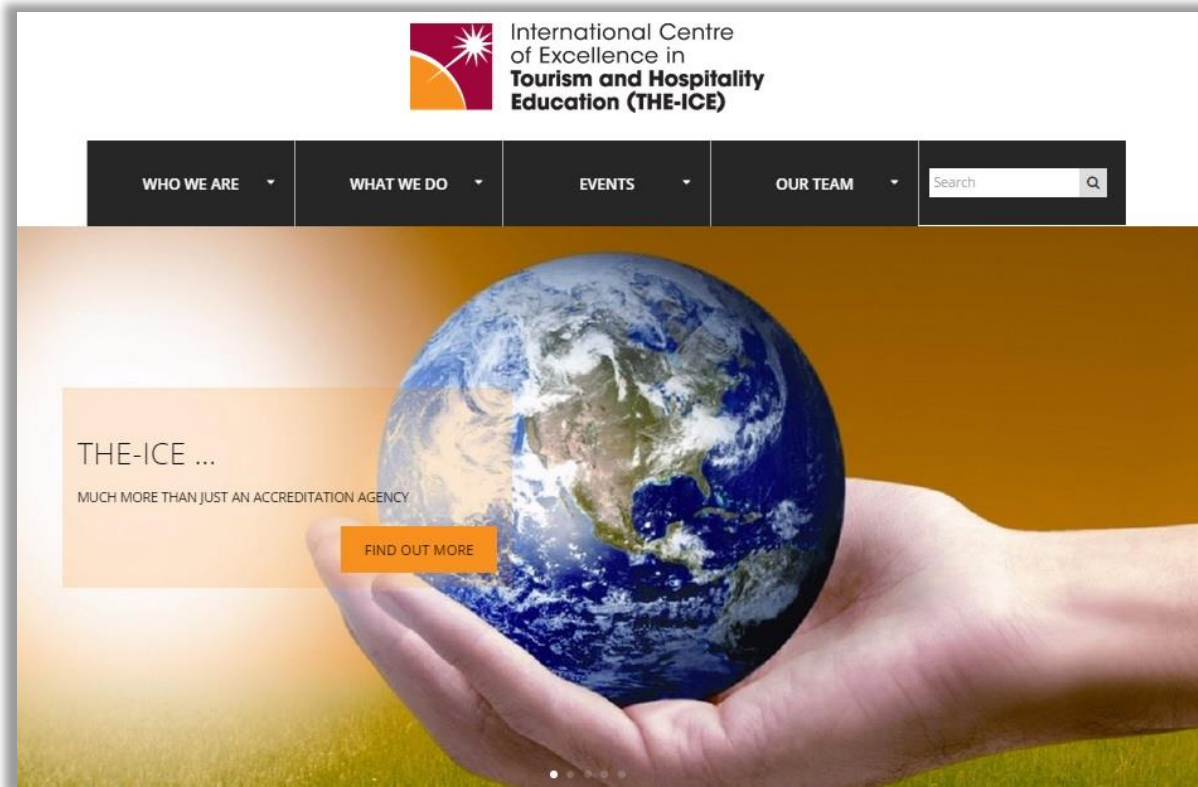 International Centre
of Excellence in
Tourism and Hospitality
Education (THE-ICE)
WHO WE ARE
WHAT WE DO
EVENTS
OUR TEAM
Search
THE-ICE ...
MUCH MORE THAN JUST AN ACCREDITATION AGENCY
FIND OUT MORE